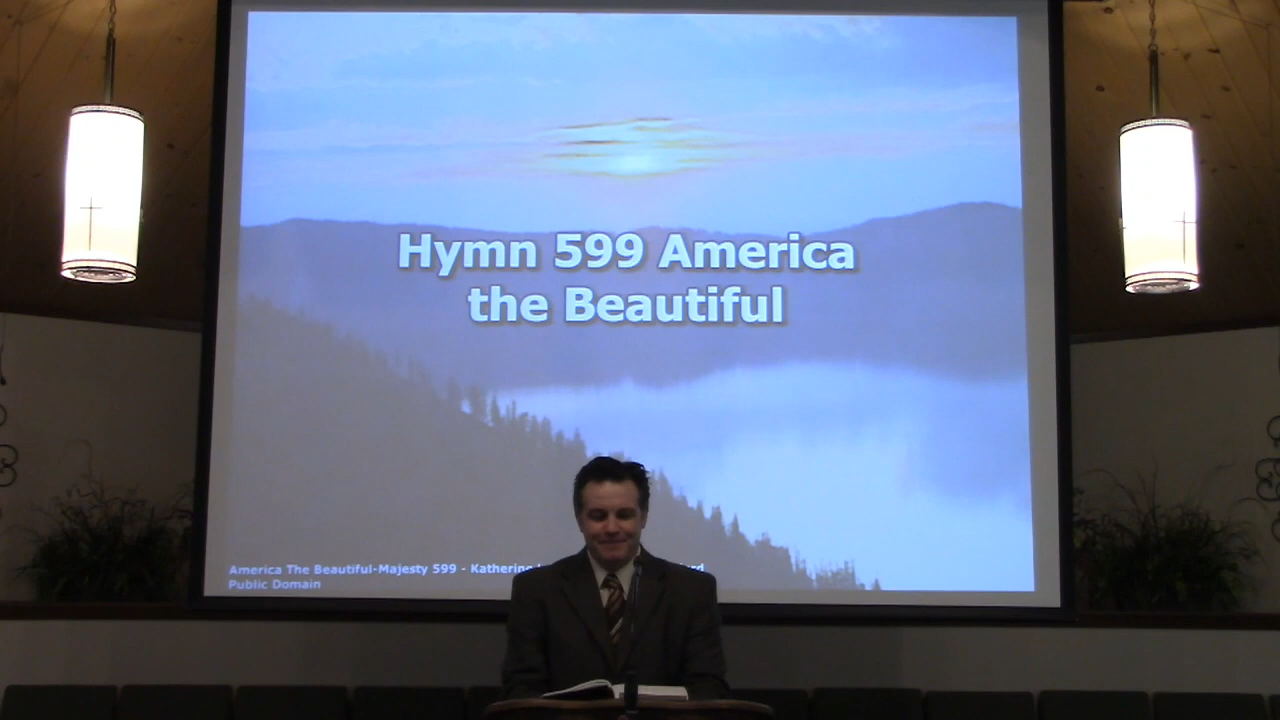 Hymn 599 America
the Beautiful
America The Beautiful-Majesty 599 - Katherine
Public Domain